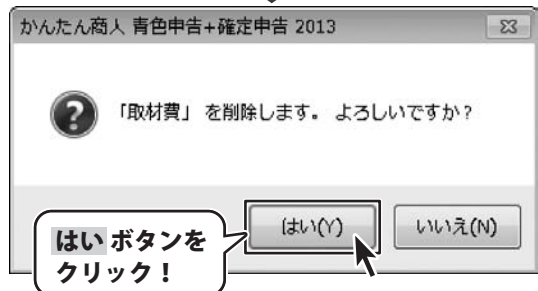 かんたん商人 青色申告+確定申告 2013
「取材費」 を削除します。 よろしいですか?
はい(Y)
いいえ(N)
はい ボタンを
クリック！